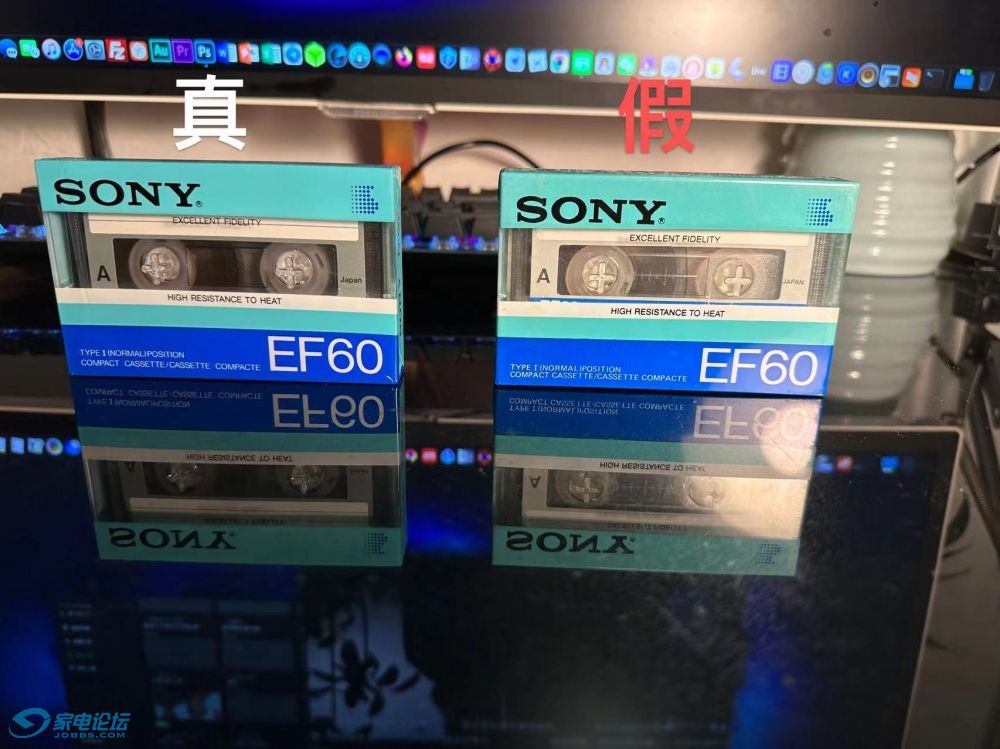 真
假
SONY®
EXCELLENT FIDELITY
A
Japan
HIGH RESISTANCE TO HEAT
TYPE I (NORMAL) POSITION
COMPACT CASSETTE/CASSETTE COMPACTE
EF60
SONY®
EXCELLENT FIDELITY
A
JAPAN
HIGH RESISTANCE TO HEAT
TYPE I (NORMAL) POSITION
COMPACT CASSETTE/CASSETTE COMPACTE
EF60
家电论坛
JDBBS.COM